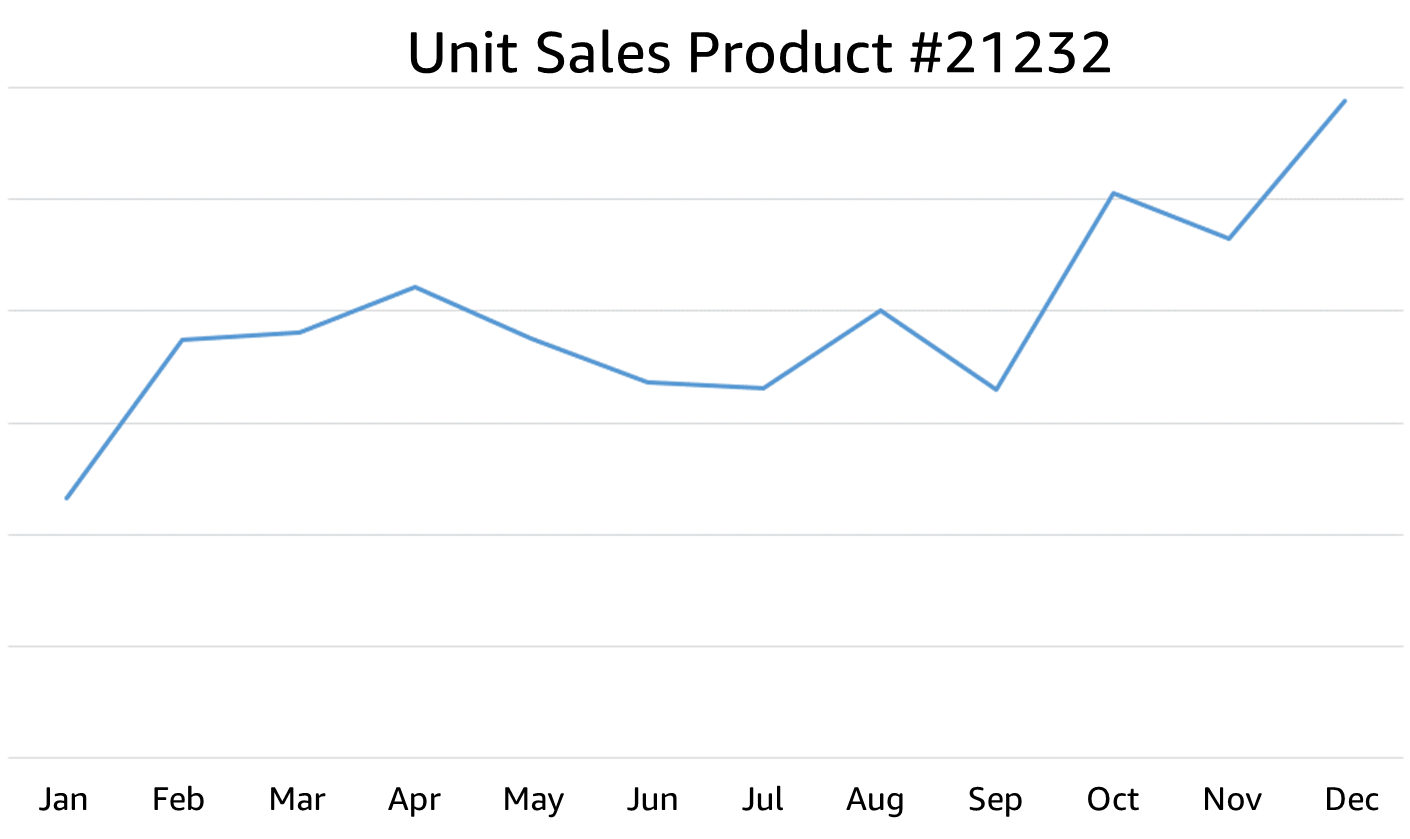 Unit Sales Product #21232
Jan Feb Mar Apr May Jun Jul Aug Sep Oct Nov Dec